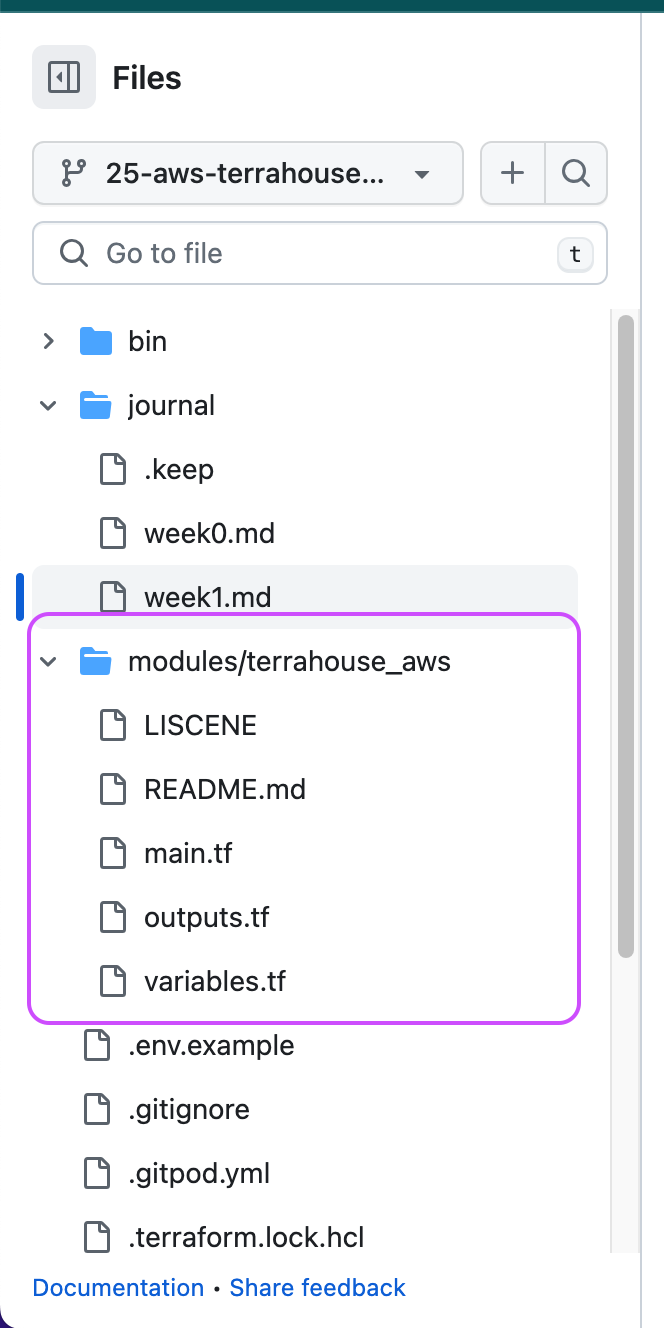 Files
25-aws-terrahouse...
Go to file t
bin
journal
.keep
week0.md
week1.md
modules/terrahouse_aws
LISCENE
README.md
main.tf
outputs.tf
variables.tf
.env.example
.gitignore
.gitpod.yml
.terraform.lock.hcl
Documentation • Share feedback